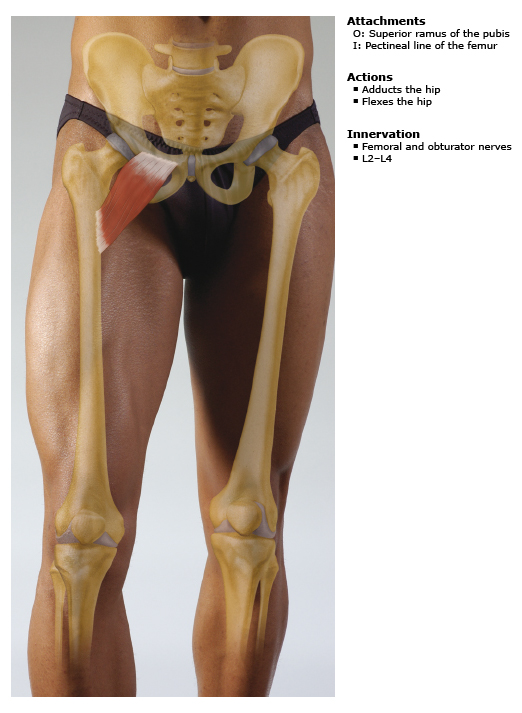 Attachments
O: Superior ramus of the pubis
I: Pectineal line of the femur
Actions
▪ Adducts the hip
▪ Flexes the hip
Innervation
▪ Femoral and obturator nerves
▪ L2–L4